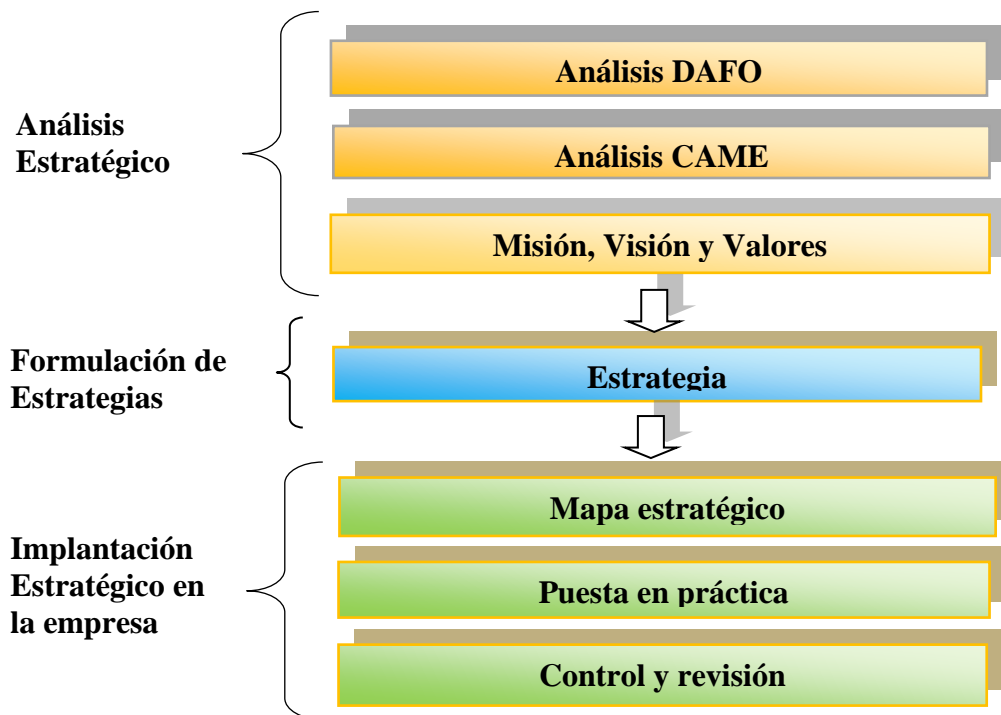 Análisis DAFO
Análisis
Estratégico
Análisis CAME
Misión, Visión y Valores
Formulación de
Estrategias
Estrategia
Mapa estratégico
Implantación
Estratégico en
la empresa
Puesta en práctica
Control y revisión